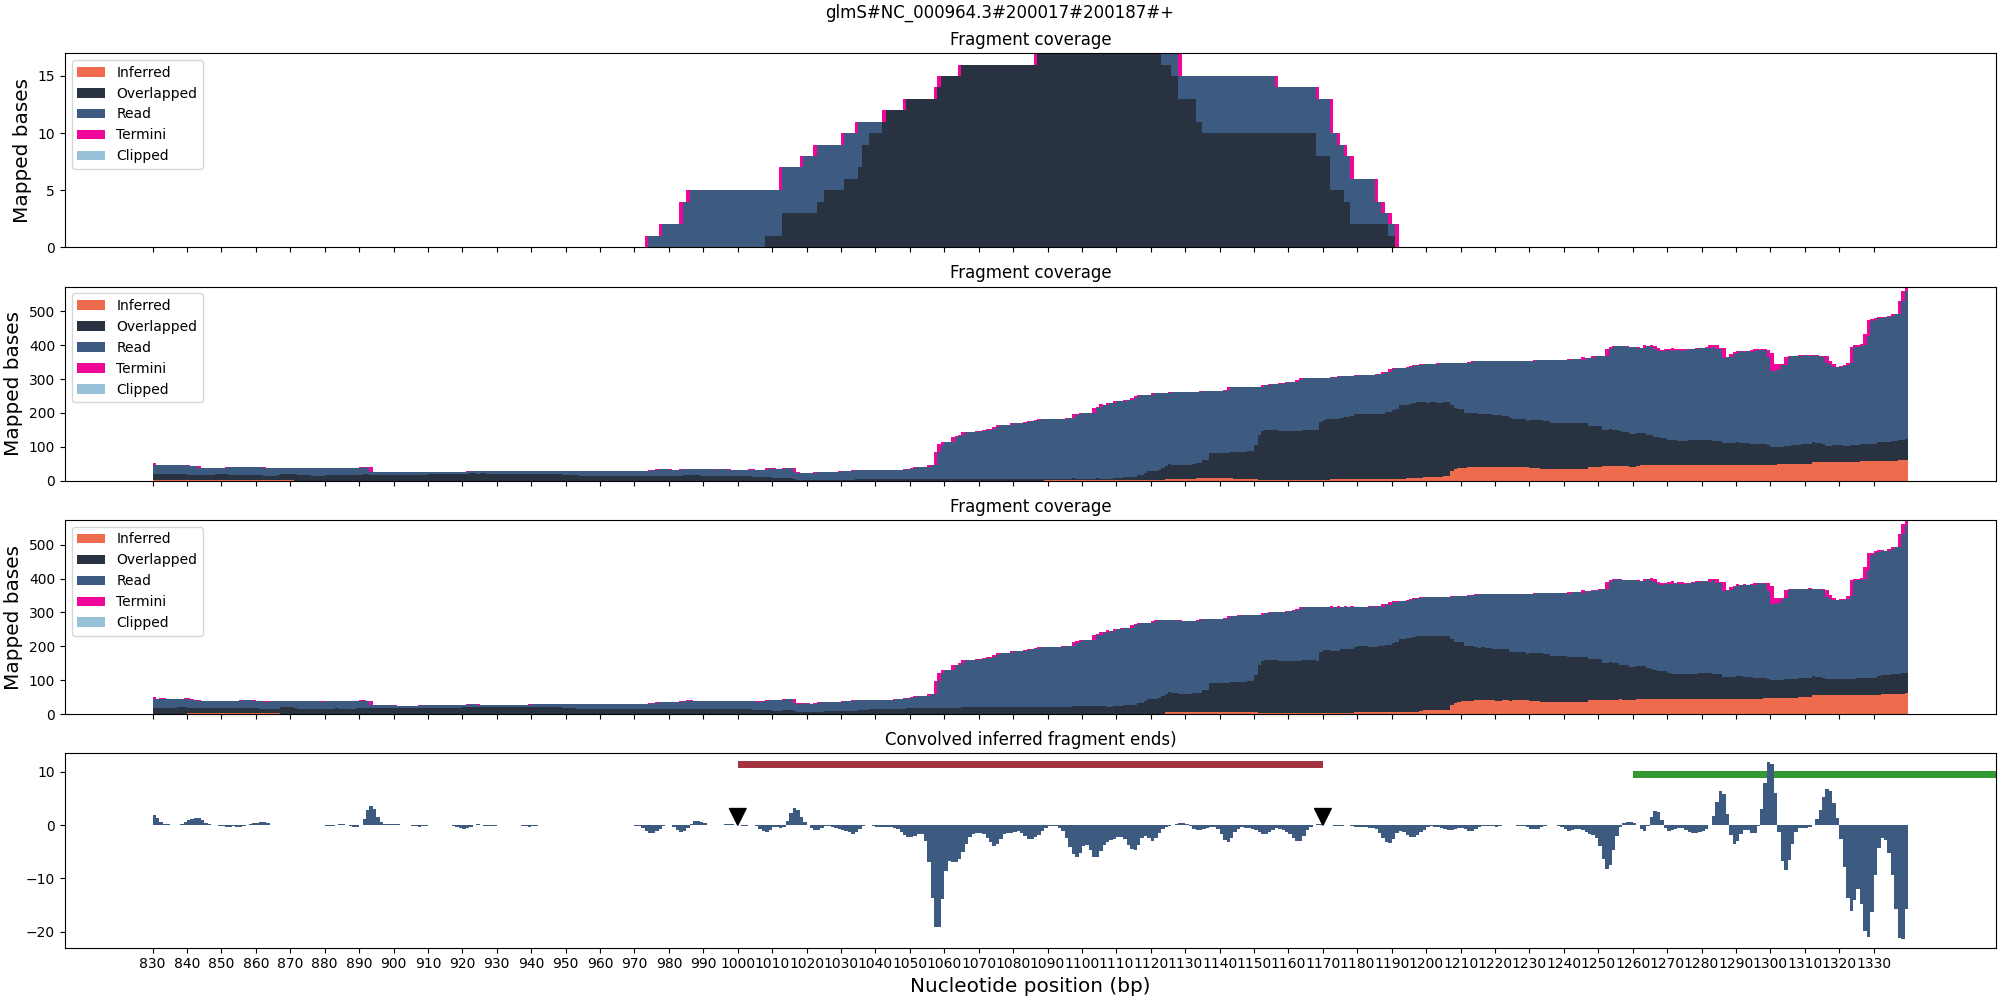 glmS#NC_000964.3#200017#200187#+
Fragment coverage
Mapped bases
15
10
5
0
Inferred
Overlapped
Read
Termini
Clipped
Fragment coverage
Mapped bases
500
400
300
200
100
0
Inferred
Overlapped
Read
Termini
Clipped
Fragment coverage
Mapped bases
500
400
300
200
100
0
Inferred
Overlapped
Read
Termini
Clipped
Convolved inferred fragment ends)
10
0
−10
−20
830 840 850 860 870 880 890 900 910 920 930 940 950 960 970 980 990 1000 1010 1020 1030 1040 1050 1060 1070 1080 1090 1100 1110 1120 1130 1140 1150 1160 1170 1180 1190 1200 1210 1220 1230 1240 1250 1260 1270 1280 1290 1300 1310 1320 1330
Nucleotide position (bp)